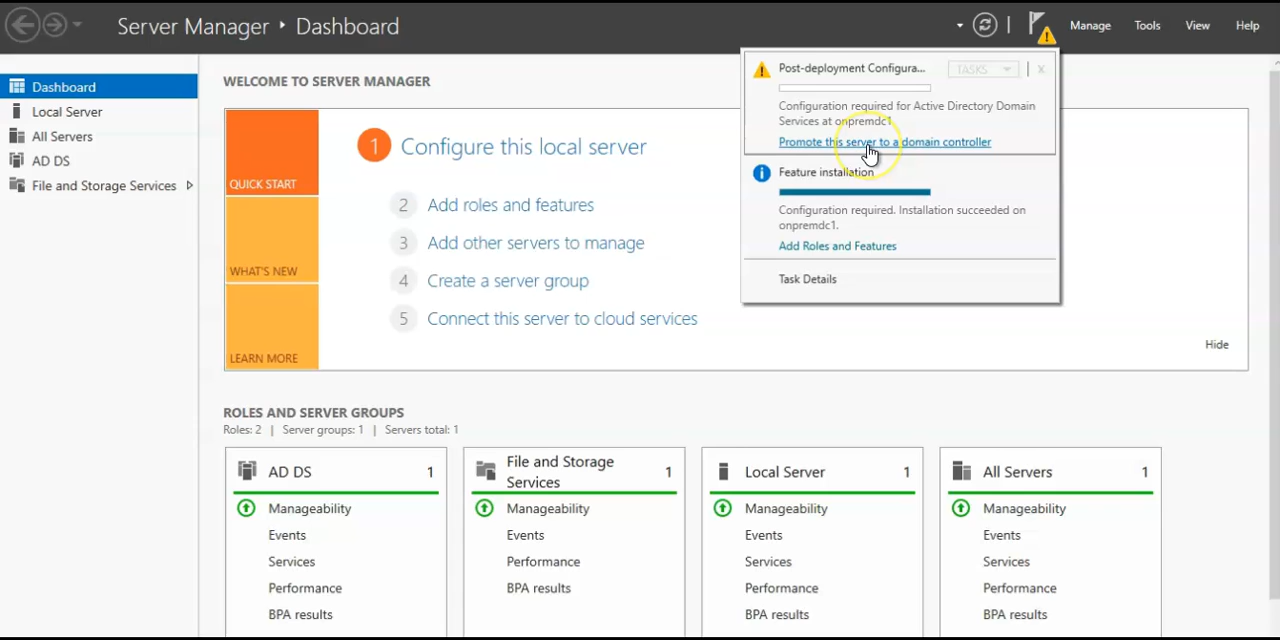 Server Manager ‣ Dashboard
Manage
Tools
View
Help
Dashboard
Local Server
All Servers
AD DS
File and Storage Services
WELCOME TO SERVER MANAGER
QUICK START
WHAT'S NEW
LEARN MORE
1 Configure this local server
2 Add roles and features
3 Add other servers to manage
4 Create a server group
5 Connect this server to cloud services
Hide
Post-deployment Configura...
TASKS
X
Configuration required for Active Directory Domain
Services at onpremdc1
Promote this server to a domain controller
Feature installation
Configuration required. Installation succeeded on
onpremdc1.
Add Roles and Features
Task Details
ROLES AND SERVER GROUPS
Roles: 2 | Server groups: 1 | Servers total: 1
AD DS 1
Manageability
Events
Services
Performance
BPA results
File and Storage
Services 1
Manageability
Events
Performance
BPA results
Local Server 1
Manageability
Events
Services
Performance
BPA results
All Servers 1
Manageability
Events
Services
Performance
BPA results